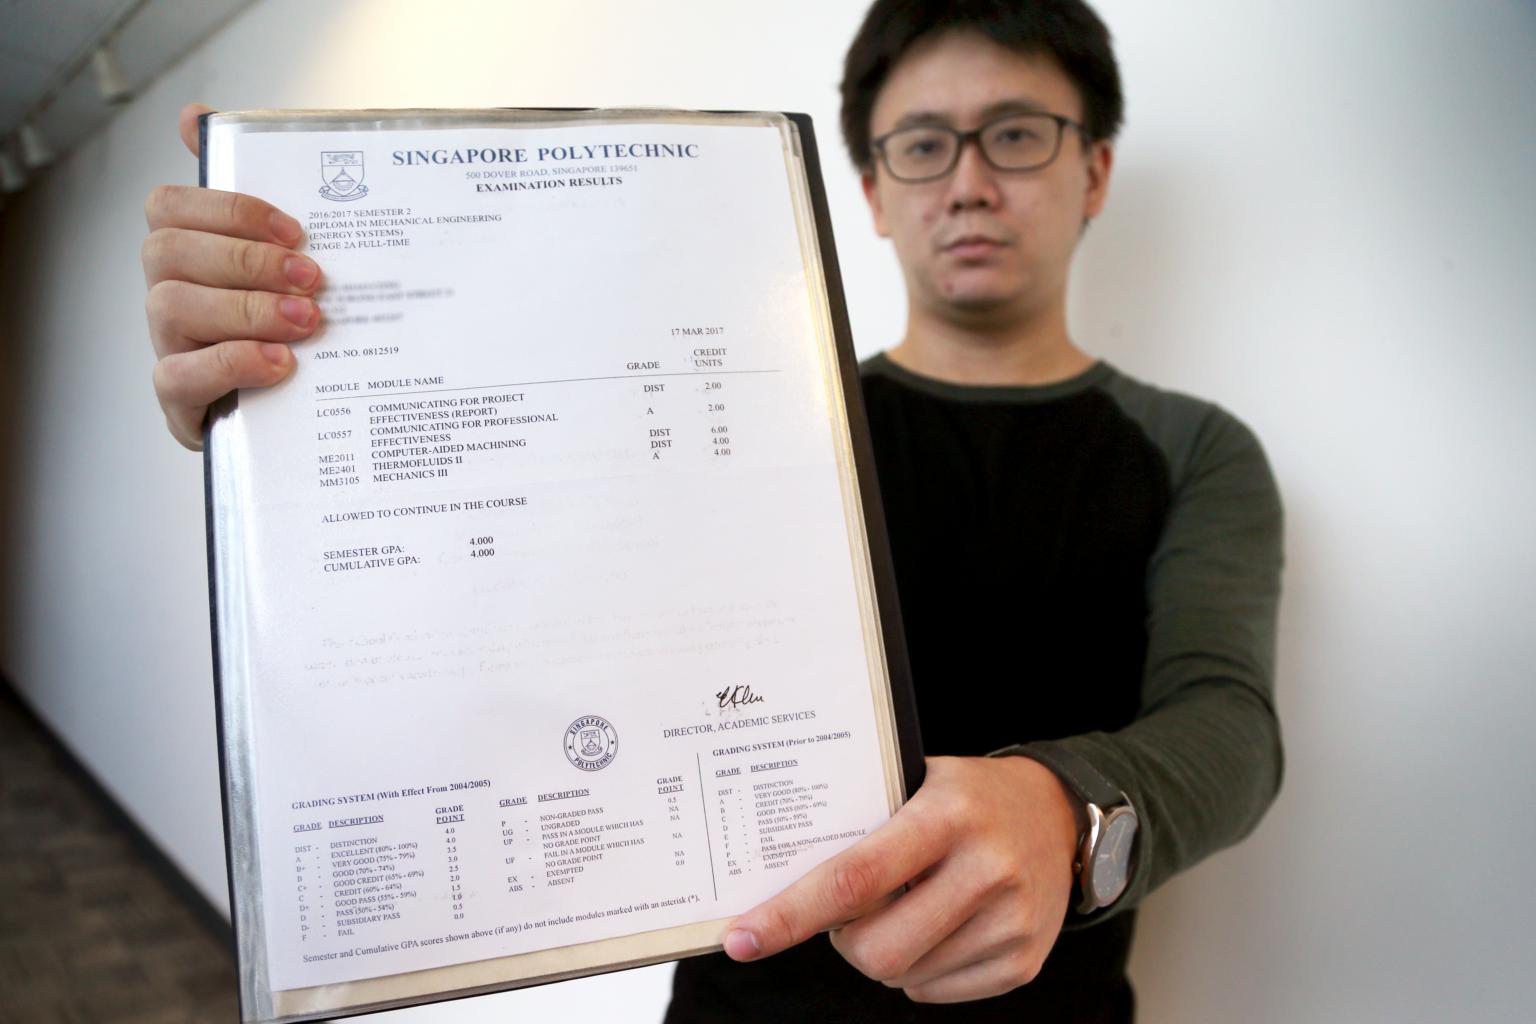 SINGAPORE POLYTECHNIC
500 DOVER ROAD, SINGAPORE 139651
EXAMINATION RESULTS
2016/2017 SEMESTER 2
DIPLOMA IN MECHANICAL ENGINEERING
(ENERGY SYSTEMS)
STAGE 2A FULL-TIME
17 MAR 2017
ADM. NO. 0812519
MODULE MODULE NAME GRADE CREDIT UNITS
LC0556 COMMUNICATING FOR PROJECT DIST 2.00
EFFECTIVENESS (REPORT)
LC0557 COMMUNICATING FOR PROFESSIONAL A 2.00
EFFECTIVENESS
ME2011 COMPUTER-AIDED MACHINING DIST 6.00
ME2401 THERMOFLUIDS II DIST 4.00
MM3105 MECHANICS III A 4.00
ALLOWED TO CONTINUE IN THE COURSE
SEMESTER GPA: 4.000
CUMULATIVE GPA: 4.000
DIRECTOR, ACADEMIC SERVICES
SINGAPORE POLYTECHNIC
GRADING SYSTEM (With Effect From 2004/2005)
GRADE DESCRIPTION GRADE POINT
DIST - DISTINCTION 4.0
A - EXCELLENT (80% - 100%) 4.0
B+ - VERY GOOD (75% - 79%) 3.5
B - GOOD (70% - 74%) 3.0
C+ - GOOD CREDIT (65% - 69%) 2.5
C - CREDIT (60% - 64%) 2.0
D+ - GOOD PASS (55% - 59%) 1.5
D - PASS (50% - 54%) 1.0
D- - SUBSIDIARY PASS 0.5
F - FAIL 0.0
GRADE DESCRIPTION GRADE POINT
P - NON-GRADED PASS 0.5
UG - UNGRADED NA
UP - PASS IN A MODULE WHICH HAS NA
NO GRADE POINT
UF - FAIL IN A MODULE WHICH HAS NA
NO GRADE POINT
EX - EXEMPTED NA
ABS - ABSENT 0.0
GRADING SYSTEM (Prior to 2004/2005)
GRADE DESCRIPTION
DIST - DISTINCTION
A - VERY GOOD (80% - 100%)
B - CREDIT (70% - 79%)
C - GOOD PASS (60% - 69%)
D - PASS (50% - 59%)
E - SUBSIDIARY PASS
F - FAIL
P - PASS FOR A NON-GRADED MODULE
EX - EXEMPTED
ABS - ABSENT
Semester and Cumulative GPA scores shown above (if any) do not include modules marked with an asterisk (*).